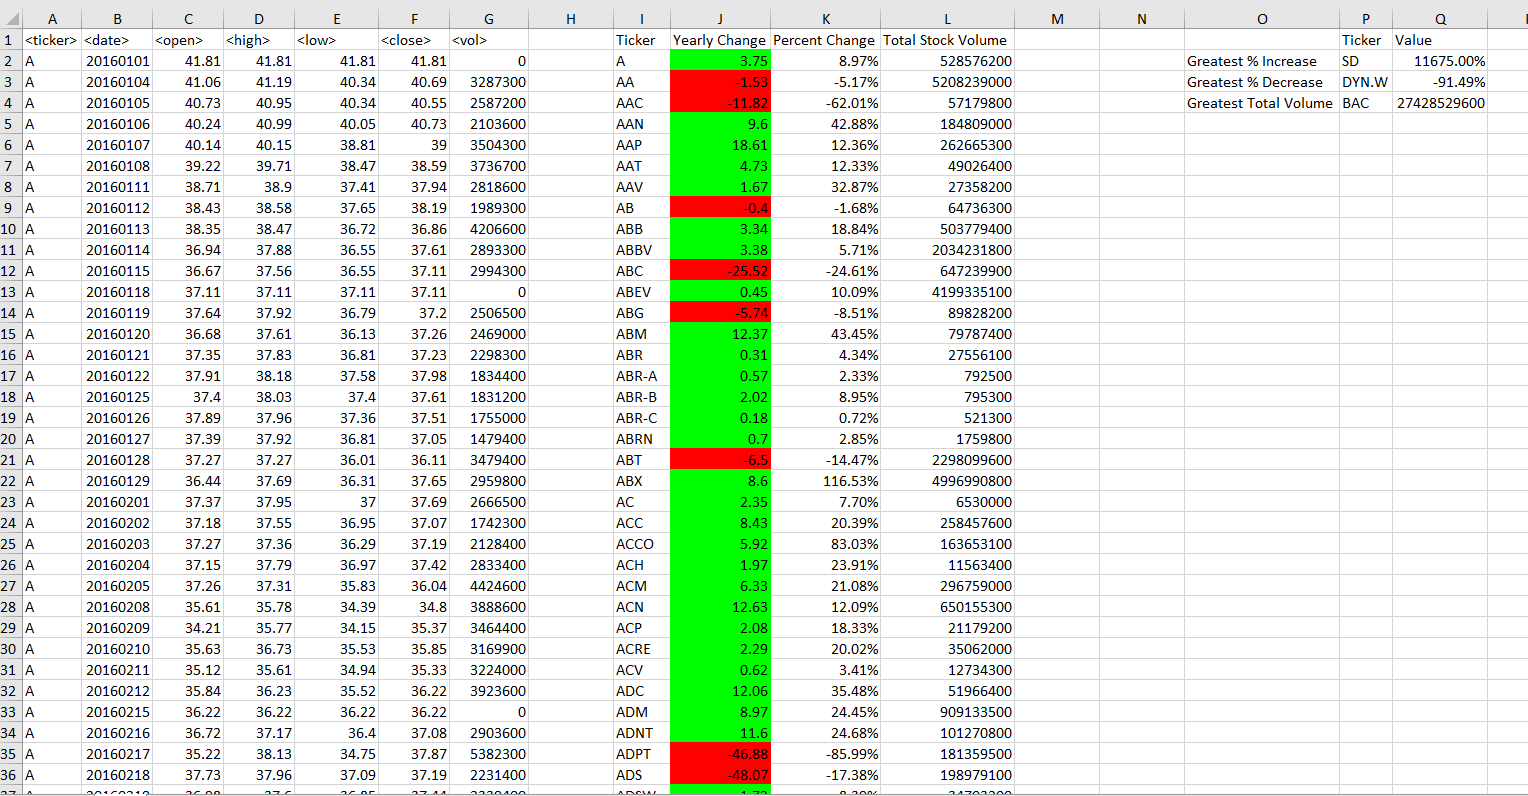 A B C D E F G H I J K L M N O P Q
1 <ticker> <date> <open> <high> <low> <close> <vol> Ticker Yearly Change Percent Change Total Stock Volume Ticker Value
2 A 20160101 41.81 41.81 41.81 41.81 0 A 3.75 8.97% 528576200 Greatest % Increase SD 11675.00%
3 A 20160104 41.06 41.19 40.34 40.69 3287300 AA -1.53 -5.17% 5208239000 Greatest % Decrease DYN.W -91.49%
4 A 20160105 40.73 40.95 40.34 40.55 2587200 AAC -11.82 -62.01% 57179800 Greatest Total Volume BAC 27428529600
5 A 20160106 40.24 40.99 40.05 40.73 2103600 AAN 9.6 42.88% 184809000
6 A 20160107 40.14 40.15 38.81 39 3504300 AAP 18.61 12.36% 262665300
7 A 20160108 39.22 39.71 38.47 38.59 3736700 AAT 4.73 12.33% 49026400
8 A 20160111 38.71 38.9 37.41 37.94 2818600 AAV 1.67 32.87% 27358200
9 A 20160112 38.43 38.58 37.65 38.19 1989300 AB -0.4 -1.68% 64736300
10 A 20160113 38.35 38.47 36.72 36.86 4206600 ABB 3.34 18.84% 503779400
11 A 20160114 36.94 37.88 36.55 37.61 2893300 ABBV 3.38 5.71% 2034231800
12 A 20160115 36.67 37.56 36.55 37.11 2994300 ABC -25.52 -24.61% 647239900
13 A 20160118 37.11 37.11 37.11 37.11 0 ABEV 0.45 10.09% 4199335100
14 A 20160119 37.64 37.92 36.79 37.2 2506500 ABG -5.74 -8.51% 89828200
15 A 20160120 36.68 37.61 36.13 37.26 2469000 ABM 12.37 43.45% 79787400
16 A 20160121 37.35 37.83 36.81 37.23 2298300 ABR 0.31 4.34% 27556100
17 A 20160122 37.91 38.18 37.58 37.98 1834400 ABR-A 0.57 2.33% 792500
18 A 20160125 37.4 38.03 37.4 37.61 1831200 ABR-B 2.02 8.95% 795300
19 A 20160126 37.89 37.96 37.36 37.51 1755000 ABR-C 0.18 0.72% 521300
20 A 20160127 37.39 37.92 36.81 37.05 1479400 ABRN 0.7 2.85% 1759800
21 A 20160128 37.27 37.27 36.01 36.11 3479400 ABT -6.5 -14.47% 2298099600
22 A 20160129 36.44 37.69 36.31 37.65 2959800 ABX 8.6 116.53% 4996990800
23 A 20160201 37.37 37.95 37 37.69 2666500 AC 2.35 7.70% 6530000
24 A 20160202 37.18 37.55 36.95 37.07 1742300 ACC 8.43 20.39% 258457600
25 A 20160203 37.27 37.36 36.29 37.19 2128400 ACCO 5.92 83.03% 163653100
26 A 20160204 37.15 37.79 36.97 37.42 2833400 ACH 1.97 23.91% 11563400
27 A 20160205 37.26 37.31 35.83 36.04 4424600 ACM 6.33 21.08% 296759000
28 A 20160208 35.61 35.78 34.39 34.8 3888600 ACN 12.63 12.09% 650155300
29 A 20160209 34.21 35.77 34.15 35.37 3464400 ACP 2.08 18.33% 21179200
30 A 20160210 35.63 36.73 35.53 35.85 3169900 ACRE 2.29 20.02% 35062000
31 A 20160211 35.12 35.61 34.94 35.33 3224000 ACV 0.62 3.41% 12734300
32 A 20160212 35.84 36.23 35.52 36.22 3923600 ADC 12.06 35.48% 51966400
33 A 20160215 36.22 36.22 36.22 36.22 0 ADM 8.97 24.45% 909133500
34 A 20160216 36.72 37.17 36.4 37.08 2903600 ADNT 11.6 24.68% 101270800
35 A 20160217 35.22 38.13 34.75 37.87 5382300 ADPT -46.88 -85.99% 181359500
36 A 20160218 37.73 37.96 37.09 37.19 2231400 ADS -48.07 -17.38% 198979100